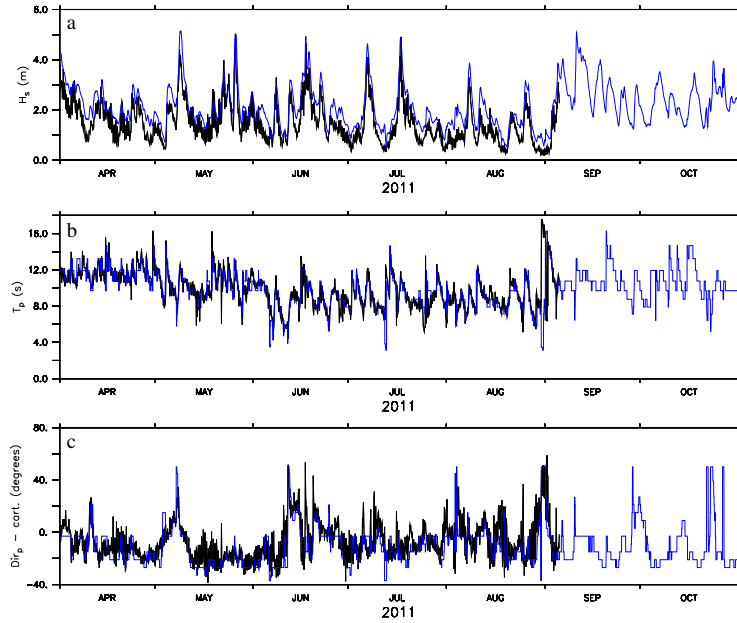 a
6.0
4.0
2.0
0.0
Hs (m)
APR MAY JUN JUL AUG SEP OCT
2011
b
16.0
12.0
8.0
4.0
0.0
Tp (s)
APR MAY JUN JUL AUG SEP OCT
2011
c
80.
40.
0.
-40.
Dirp - cart. (degrees)
APR MAY JUN JUL AUG SEP OCT
2011